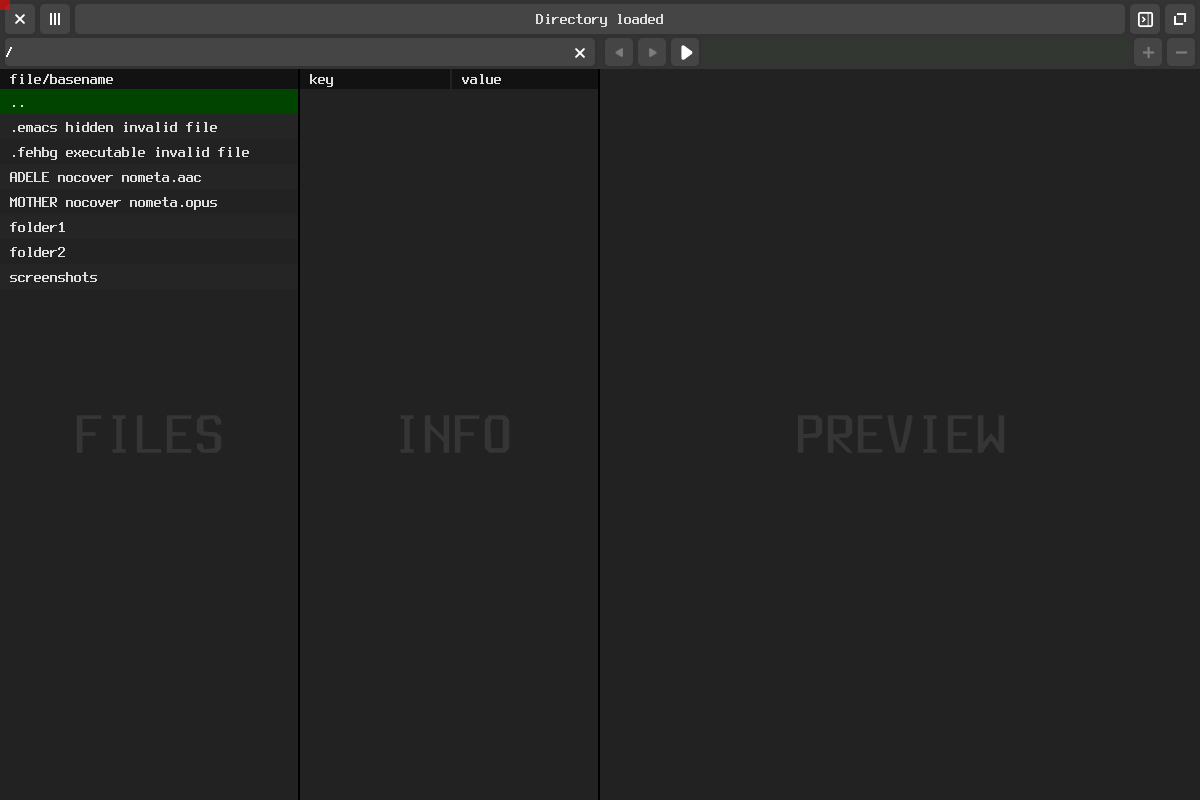 Directory loaded
/
file/basename key value
..
.emacs hidden invalid file
.fehbg executable invalid file
ADELE nocover nometa.aac
MOTHER nocover nometa.opus
folder1
folder2
screenshots
FILES INFO PREVIEW